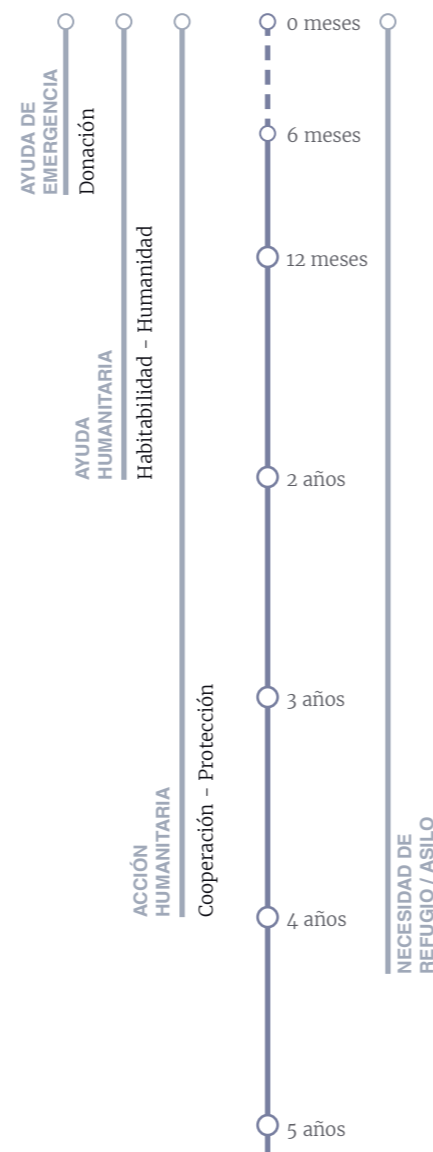 AYUDA DE
EMERGENCIA
Donación
AYUDA
HUMANITARIA
Habitabilidad - Humanidad
ACCIÓN
HUMANITARIA
Cooperación - Protección
0 meses
6 meses
12 meses
2 años
3 años
4 años
5 años
NECESIDAD DE
REFUGIO / ASILO